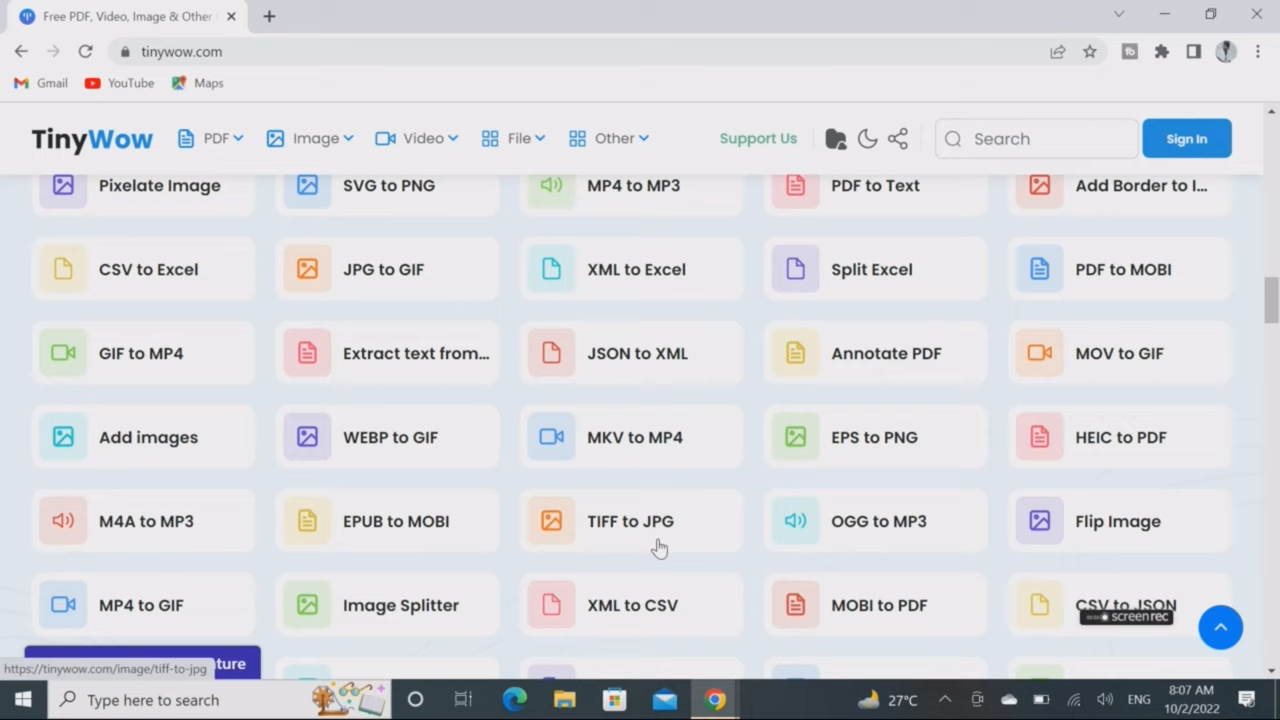 Free PDF, Video, Image & Other
tinywow.com
Gmail YouTube Maps
TinyWow PDF Image Video File Other Support Us Search Sign In
Pixelate Image SVG to PNG MP4 to MP3 PDF to Text Add Border to I...
CSV to Excel JPG to GIF XML to Excel Split Excel PDF to MOBI
GIF to MP4 Extract text from... JSON to XML Annotate PDF MOV to GIF
Add images WEBP to GIF MKV to MP4 EPS to PNG HEIC to PDF
M4A to MP3 EPUB to MOBI TIFF to JPG OGG to MP3 Flip Image
MP4 to GIF Image Splitter XML to CSV MOBI to PDF CSV to JSON
screenrec
https://tinywow.com/image/tiff-to-jpg ture
Type here to search 27°C ENG 8:07 AM
10/2/2022